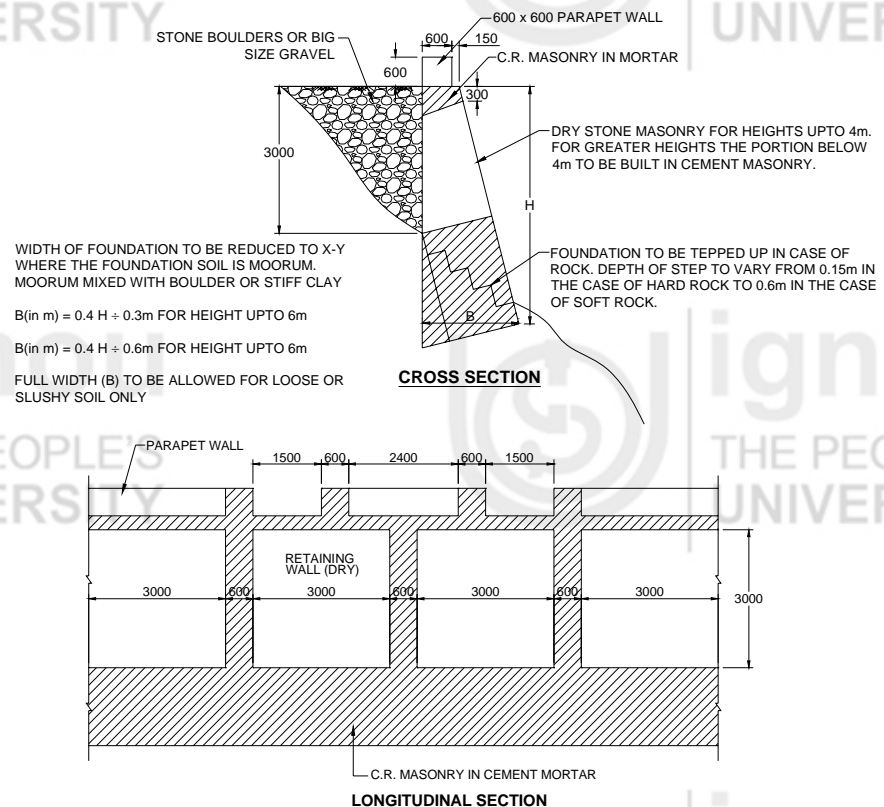 ERSITY
UNIVER
600 x 600 PARAPET WALL
STONE BOULDERS OR BIG
SIZE GRAVEL
600
150
C.R. MASONRY IN MORTAR
600
300
3000
DRY STONE MASONRY FOR HEIGHTS UPTO 4m.
FOR GREATER HEIGHTS THE PORTION BELOW
4m TO BE BUILT IN CEMENT MASONRY.
H
WIDTH OF FOUNDATION TO BE REDUCED TO X-Y
WHERE THE FOUNDATION SOIL IS MOORUM.
MOORUM MIXED WITH BOULDER OR STIFF CLAY
FOUNDATION TO BE TEPPED UP IN CASE OF
ROCK. DEPTH OF STEP TO VARY FROM 0.15m IN
THE CASE OF HARD ROCK TO 0.6m IN THE CASE
OF SOFT ROCK.
B(in m) = 0.4 H ÷ 0.3m FOR HEIGHT UPTO 6m
B
B(in m) = 0.4 H ÷ 0.6m FOR HEIGHT UPTO 6m
FULL WIDTH (B) TO BE ALLOWED FOR LOOSE OR
SLUSHY SOIL ONLY
CROSS SECTION
ign
EOPLE'S
ERSITY
THE PEO
UNIVER
PARAPET WALL
1500
600
2400
600
1500
RETAINING
WALL (DRY)
3000
600
3000
600
3000
600
3000
3000
C.R. MASONRY IN CEMENT MORTAR
LONGITUDINAL SECTION